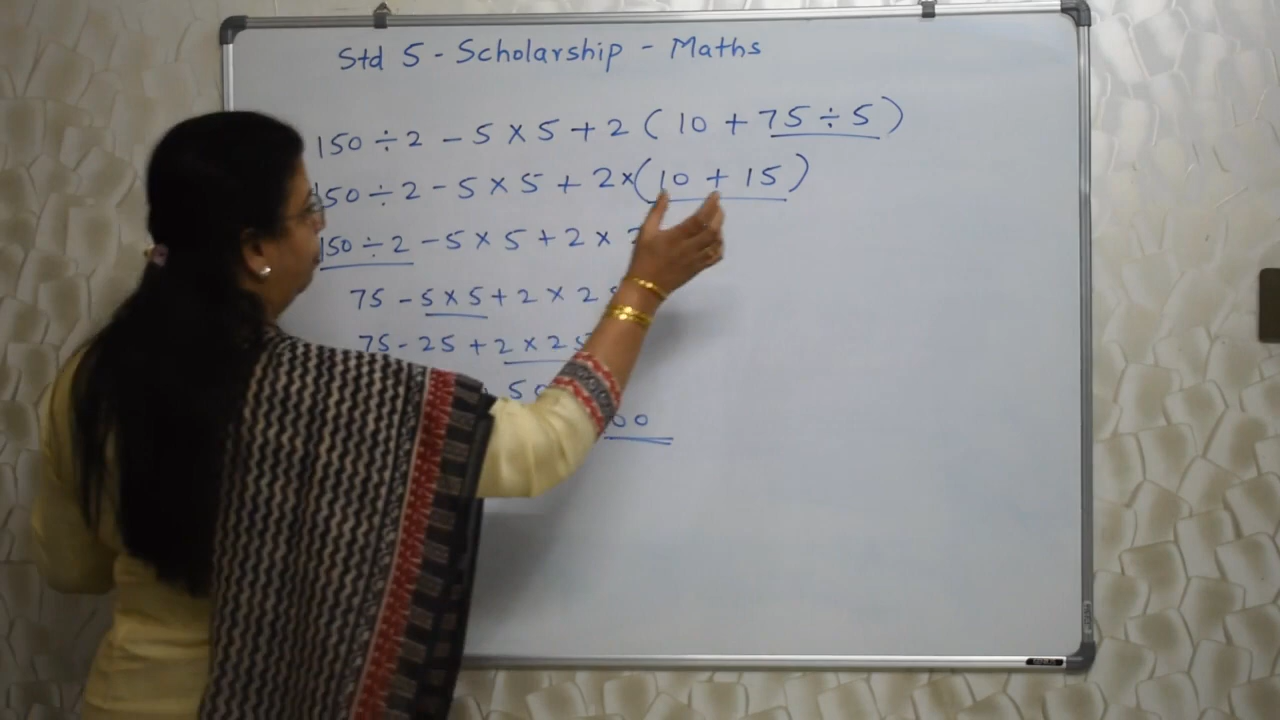 Std 5 - Scholarship - Maths
150 ÷ 2 - 5 × 5 + 2 ( 10 + 75 ÷ 5 )
150 ÷ 2 - 5 × 5 + 2 × ( 10 + 15 )
150 ÷ 2 - 5 × 5 + 2 ×
75 - 5 × 5 + 2 × 2
75 - 25 + 2 × 25
50
00